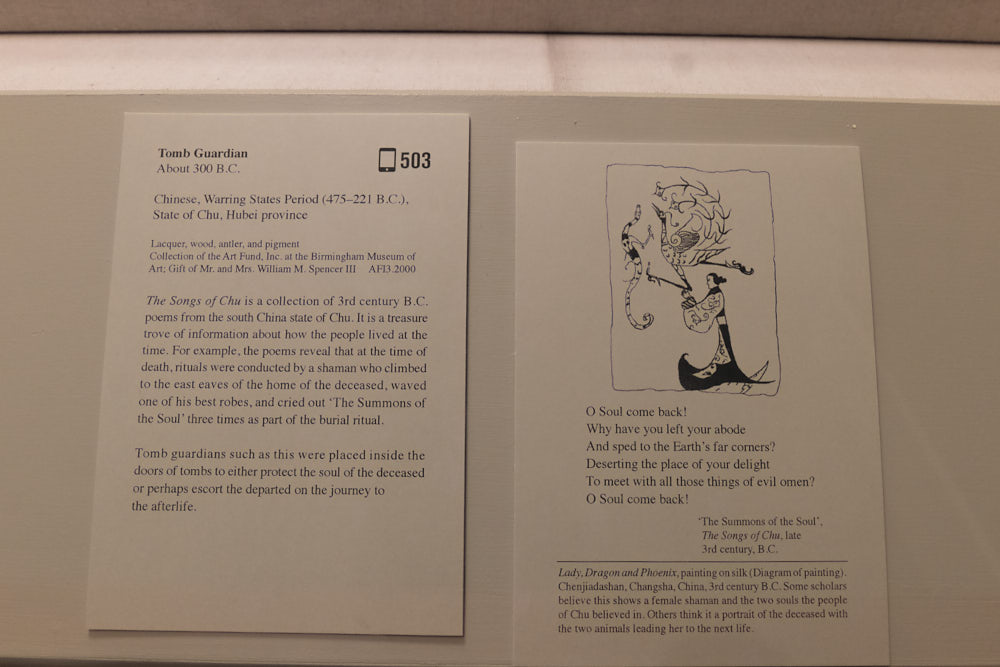 Tomb Guardian
503
About 300 B.C.
Chinese, Warring States Period (475–221 B.C.),
State of Chu, Hubei province
Lacquer, wood, antler, and pigment
Collection of the Art Fund, Inc. at the Birmingham Museum of
Art; Gift of Mr. and Mrs. William M. Spencer III AFI3.2000
The Songs of Chu is a collection of 3rd century B.C.
poems from the south China state of Chu. It is a treasure
trove of information about how the people lived at the
time. For example, the poems reveal that at the time of
death, rituals were conducted by a shaman who climbed
to the east eaves of the home of the deceased, waved
one of his best robes, and cried out ‘The Summons of
the Soul’ three times as part of the burial ritual.
Tomb guardians such as this were placed inside the
doors of tombs to either protect the soul of the deceased
or perhaps escort the departed on the journey to
the afterlife.
O Soul come back!
Why have you left your abode
And sped to the Earth’s far corners?
Deserting the place of your delight
To meet with all those things of evil omen?
O Soul come back!
‘The Summons of the Soul’,
The Songs of Chu, late
3rd century, B.C.
Lady, Dragon and Phoenix, painting on silk (Diagram of painting).
Chenjiadashan, Changsha, China, 3rd century B.C. Some scholars
believe this shows a female shaman and the two souls the people
of Chu believed in. Others think it a portrait of the deceased with
the two animals leading her to the next life.